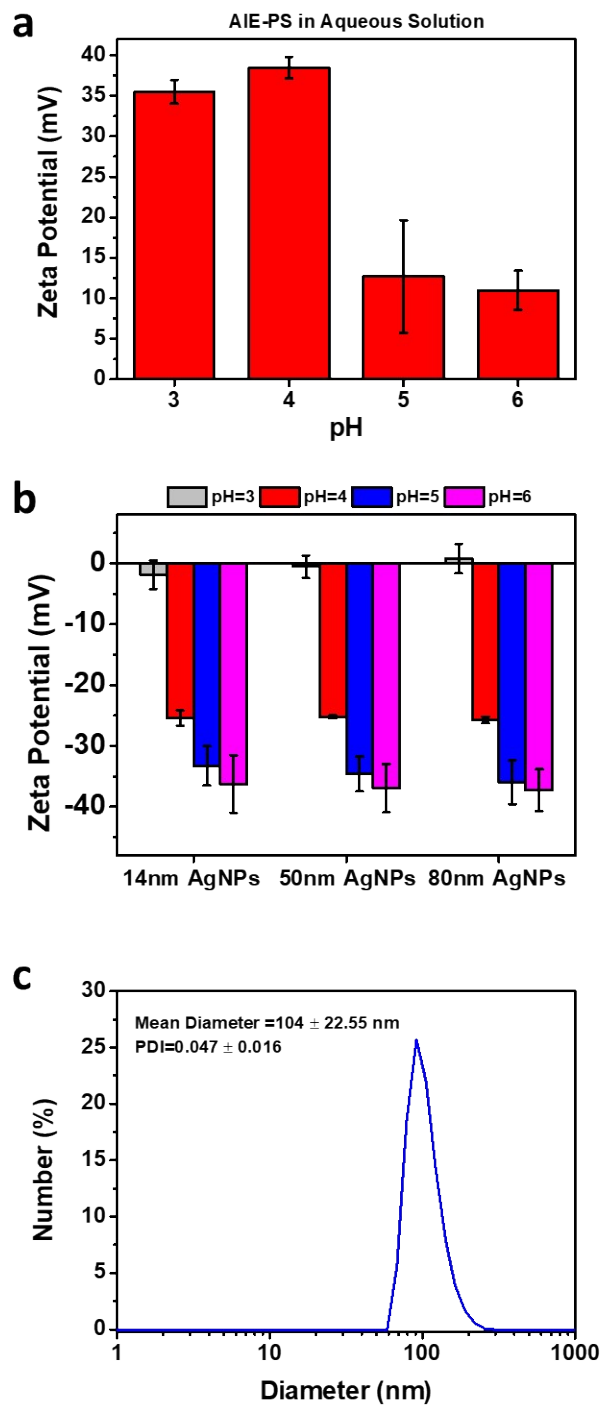 a
AIE-PS in Aqueous Solution
Zeta Potential (mV)
40
35
30
25
20
15
10
5
0
3 4 5 6
pH
b
pH=3 pH=4 pH=5 pH=6
Zeta Potential (mV)
0
-10
-20
-30
-40
14nm AgNPs 50nm AgNPs 80nm AgNPs
c
Mean Diameter =104 ± 22.55 nm
PDI=0.047 ± 0.016
Number (%)
30
25
20
15
10
5
0
1 10 100 1000
Diameter (nm)